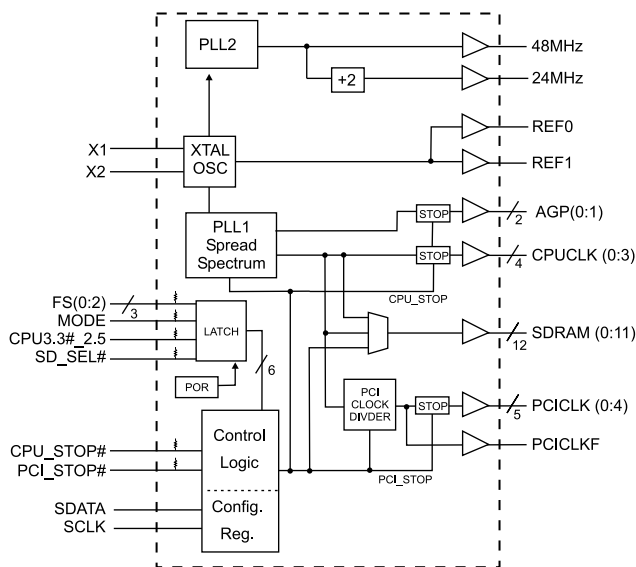 PLL2
48MHz
+2
24MHz
REF0
X1
XTAL
OSC
X2
REF1
PLL1
Spread
Spectrum
STOP
2
AGP(0:1)
STOP
4
CPUCLK (0:3)
CPU_STOP
FS(0:2)
3
MODE
LATCH
CPU3.3#_2.5
SD_SEL#
6
12
SDRAM (0:11)
POR
PCI
CLOCK
DIVDER
STOP
5
PCICLK (0:4)
Control
Logic
CPU_STOP#
PCI_STOP#
PCICLKF
PCI_STOP
Config.
Reg.
SDATA
SCLK